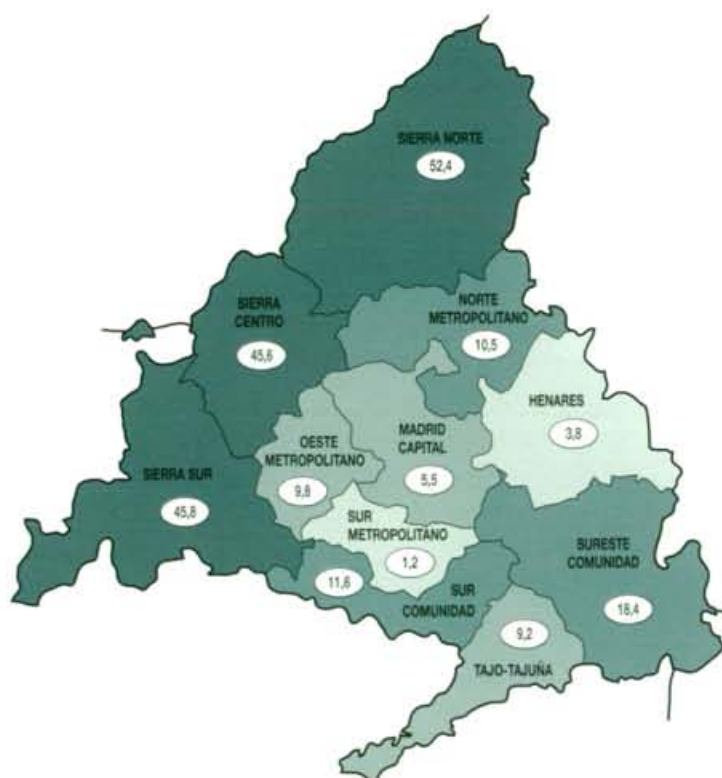 SIERRA NORTE
52,4
SIERRA
CENTRO
45,6
NORTE
METROPOLITANO
10,5
HENARES
3,8
MADRID
CAPITAL
5,5
OESTE
METROPOLITANO
9,8
SIERRA SUR
45,8
SUR
METROPOLITANO
1,2
SURESTE
COMUNIDAD
18,4
11,6
SUR
COMUNIDAD
9,2
TAJO-TAJUÑA